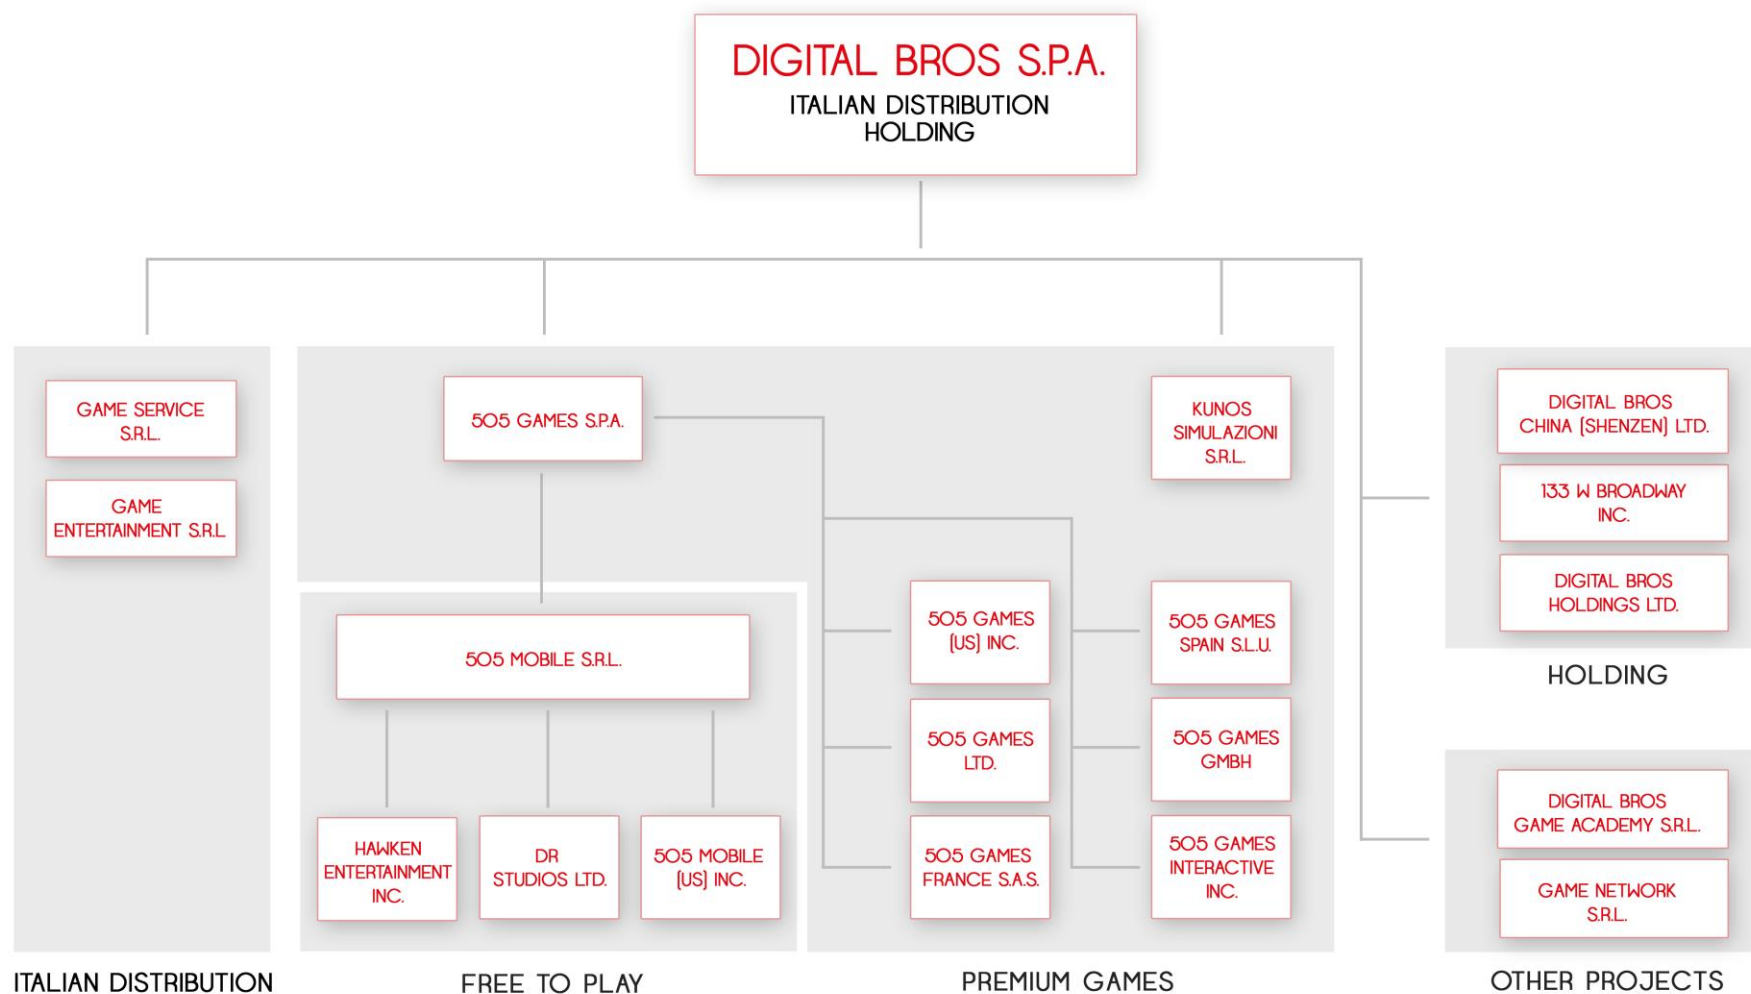 DIGITAL BROS S.P.A.
ITALIAN DISTRIBUTION
HOLDING
GAME SERVICE
S.R.L.
GAME
ENTERTAINMENT S.R.L
ITALIAN DISTRIBUTION
505 GAMES S.P.A.
505 MOBILE S.R.L.
HAWKEN
ENTERTAINMENT
INC.
DR
STUDIOS LTD.
505 MOBILE
(US) INC.
FREE TO PLAY
KUNOS
SIMULAZIONI
S.R.L.
505 GAMES
(US) INC.
505 GAMES
SPAIN S.L.U.
505 GAMES
LTD.
505 GAMES
GMBH
505 GAMES
FRANCE S.A.S.
505 GAMES
INTERACTIVE
INC.
PREMIUM GAMES
DIGITAL BROS
CHINA (SHENZEN) LTD.
133 W BROADWAY
INC.
DIGITAL BROS
HOLDINGS LTD.
HOLDING
DIGITAL BROS
GAME ACADEMY S.R.L.
GAME NETWORK
S.R.L.
OTHER PROJECTS